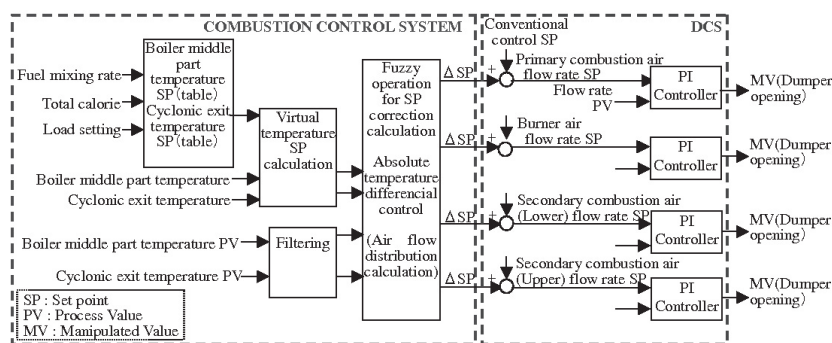 COMBUSTION CONTROL SYSTEM
Conventional
control SP
DCS
Fuel mixing rate
Total calorie
Load setting
Boiler middle
part
temperature
SP (table)
Cyclonic exit
temperature
SP (table)
Boiler middle part temperature
Cyclonic exit temperature
Virtual
temperature
SP
calculation
Boiler middle part temperature PV
Cyclonic exit temperature PV
Filtering
Fuzzy
operation
for SP
correction
calculation
Absolute
temperature
differencial
control
(Air flow
distribution
calculation)
Δ SP
+
Primary combustion air
flow rate SP
Flow rate
PV
PI
Controller
MV(Dumper
opening)
Δ SP
+
Burner air
flow rate SP
PI
Controller
MV(Dumper
opening)
Δ SP
+
Secondary combustion air
(Lower) flow rate SP
PI
Controller
MV(Dumper
opening)
Δ SP
+
Secondary combustion air
(Upper) flow rate SP
PI
Controller
MV(Dumper
opening)
SP : Set point
PV : Process Value
MV : Manipulated Value